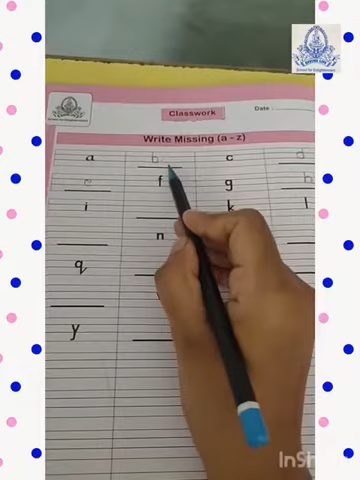 Classwork
Date :
Write Missing (a - z)
a b c d
e f g h
i k l
n
q
y
InSh